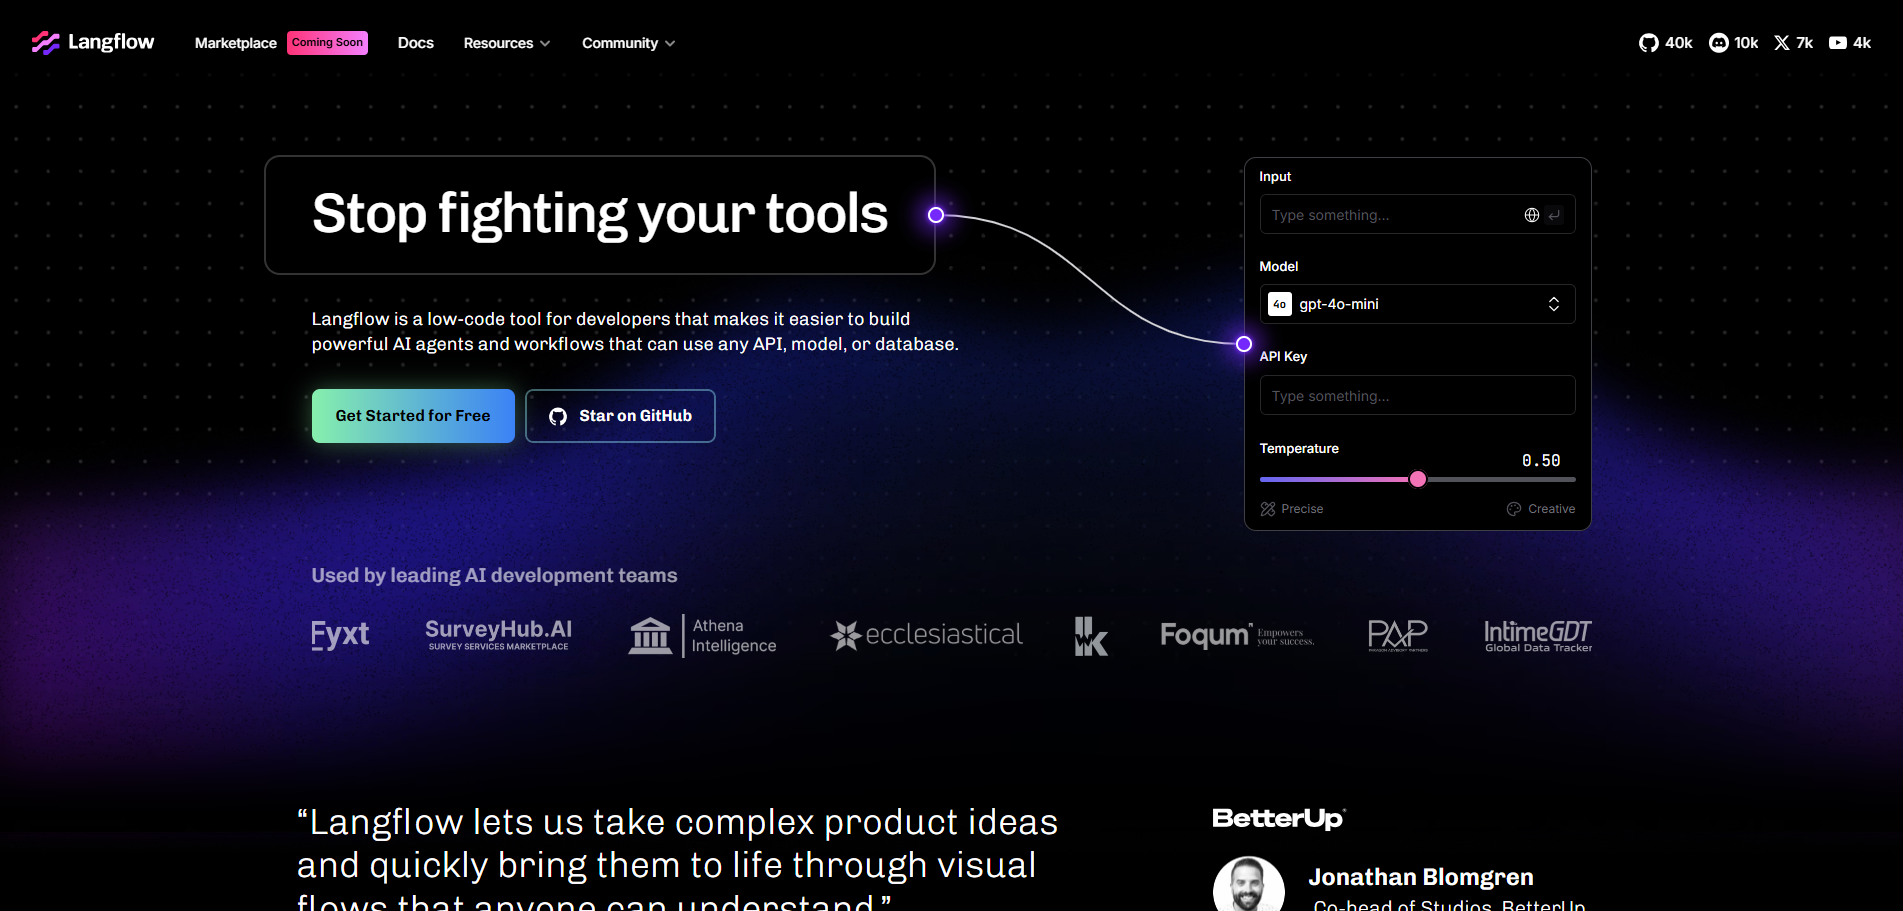 Langflow
Marketplace Coming Soon Docs Resources Community
40k 10k 7k 4k
Stop fighting your tools
Langflow is a low-code tool for developers that makes it easier to build
powerful AI agents and workflows that can use any API, model, or database.
Get Started for Free
Star on GitHub
Input
Type something...
Model
4o gpt-4o-mini
API Key
Type something...
Temperature
0.50
Precise Creative
Used by leading AI development teams
Fyxt
SurveyHub.AI
SURVEY SERVICES MARKETPLACE
Athena
Intelligence
ecclesiastical
Foqum
Empowers
your success.
PAP
IntimeGDT
Global Data Tracker
“Langflow lets us take complex product ideas
and quickly bring them to life through visual
flows that anyone can understand.”
BetterUp
Jonathan Blomgren
Co-head of Studios, BetterUp